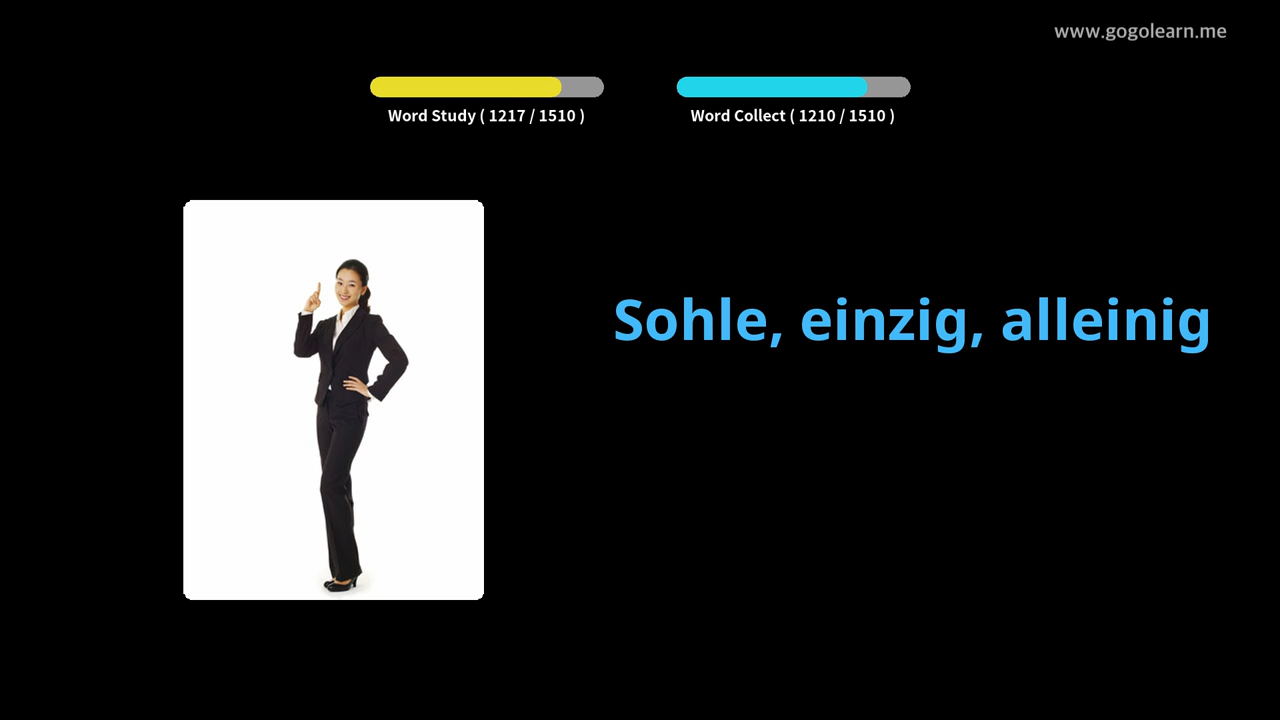 www.gogolearn.me
Word Study ( 1217 / 1510 )
Word Collect ( 1210 / 1510 )
Sohle, einzig, alleinig